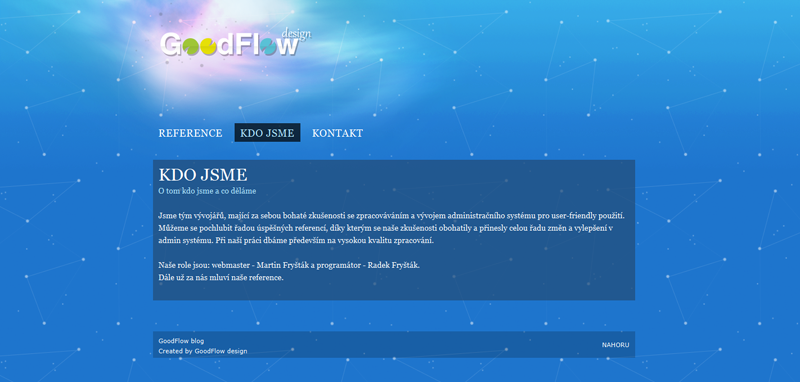 GoodFlow design
REFERENCE KDO JSME KONTAKT
KDO JSME
O tom kdo jsme a co děláme
Jsme tým vývojářů, mající za sebou bohaté zkušenosti se zpracováváním a vývojem administračního systému pro user-friendly použití.
Můžeme se pochlubit řadou úspěšných referencí, díky kterým se naše zkušenosti obohatily a přinesly celou řadu změn a vylepšení v
admin systému. Při naší práci dbáme především na vysokou kvalitu zpracování.
Naše role jsou: webmaster - Martin Fryšták a programátor - Radek Fryšták.
Dále už za nás mluví naše reference.
GoodFlow blog
Created by GoodFlow design
NAHORU